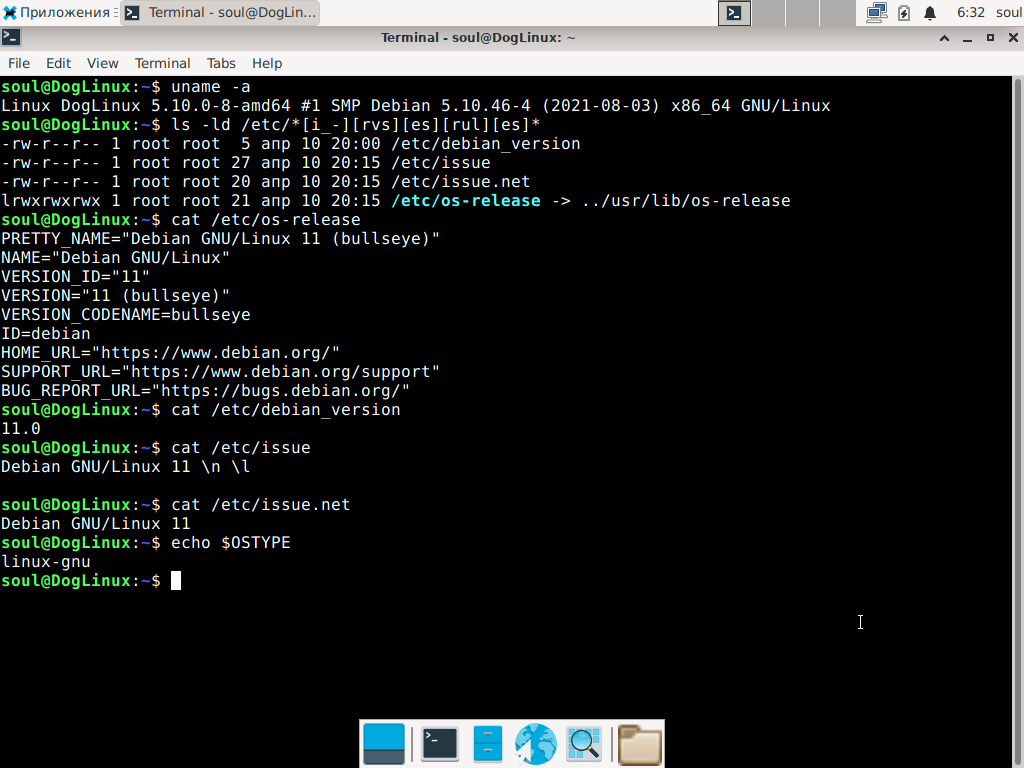 Приложения Terminal - soul@DogLin... 6:32 soul
Terminal - soul@DogLinux: ~
File Edit View Terminal Tabs Help
soul@DogLinux:~$ uname -a
Linux DogLinux 5.10.0-8-amd64 #1 SMP Debian 5.10.46-4 (2021-08-03) x86_64 GNU/Linux
soul@DogLinux:~$ ls -ld /etc/*[i_-][rvs][es][rul][es]*
-rw-r--r-- 1 root root  5 апр 10 20:00 /etc/debian_version
-rw-r--r-- 1 root root 27 апр 10 20:15 /etc/issue
-rw-r--r-- 1 root root 20 апр 10 20:15 /etc/issue.net
lrwxrwxrwx 1 root root 21 апр 10 20:15 /etc/os-release -> ../usr/lib/os-release
soul@DogLinux:~$ cat /etc/os-release
PRETTY_NAME="Debian GNU/Linux 11 (bullseye)"
NAME="Debian GNU/Linux"
VERSION_ID="11"
VERSION="11 (bullseye)"
VERSION_CODENAME=bullseye
ID=debian
HOME_URL="https://www.debian.org/"
SUPPORT_URL="https://www.debian.org/support"
BUG_REPORT_URL="https://bugs.debian.org/"
soul@DogLinux:~$ cat /etc/debian_version
11.0
soul@DogLinux:~$ cat /etc/issue
Debian GNU/Linux 11 \n \l
soul@DogLinux:~$ cat /etc/issue.net
Debian GNU/Linux 11
soul@DogLinux:~$ echo $OSTYPE
linux-gnu
soul@DogLinux:~$